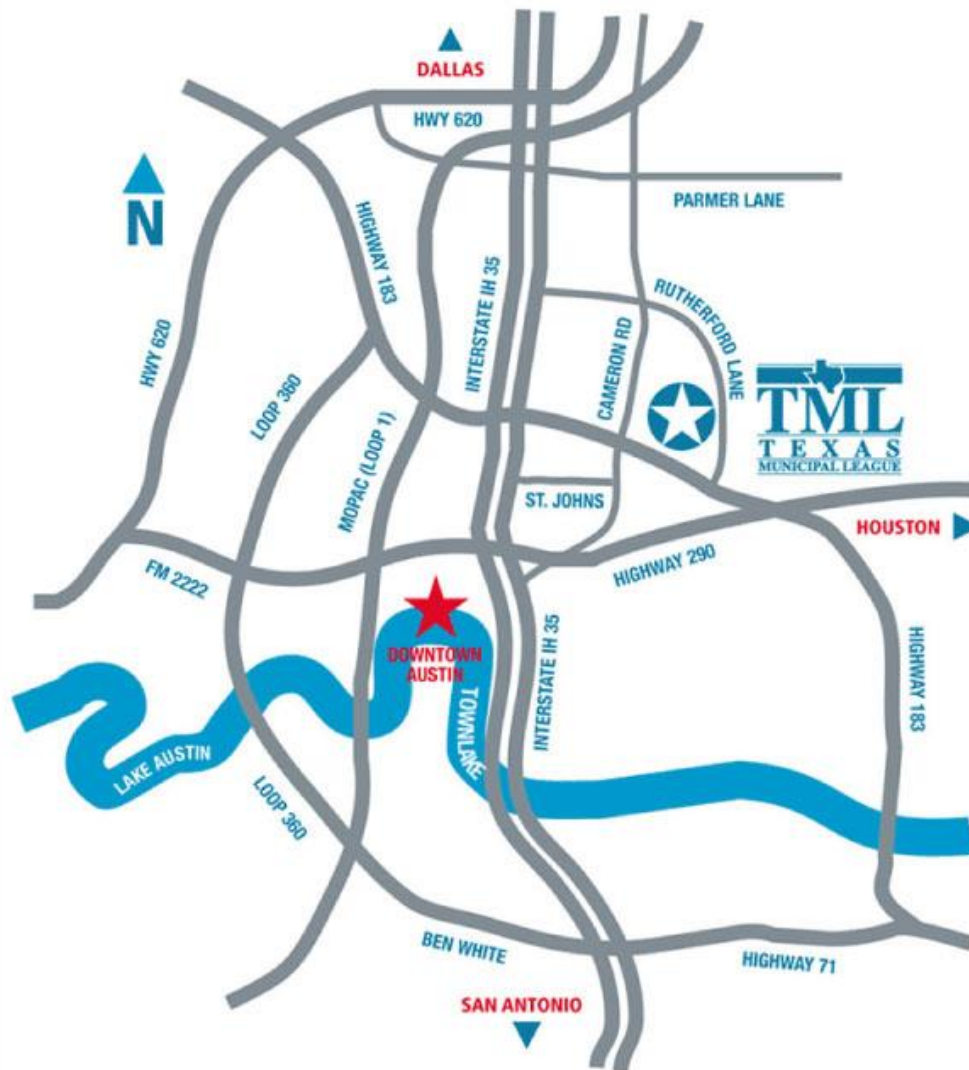 DALLAS
HWY 620
N
PARMER LANE
HIGHWAY 183
INTERSTATE IH 35
RUTHERFORD LANE
CAMERON RD
HWY 620
LOOP 360
MOPAC (LOOP 1)
TML
TEXAS
MUNICIPAL LEAGUE
ST. JOHNS
HOUSTON
FM 2222
HIGHWAY 290
DOWNTOWN
AUSTIN
INTERSTATE IH 35
HIGHWAY 183
TOWNLAKE
LAKE AUSTIN
LOOP 360
BEN WHITE
HIGHWAY 71
SAN ANTONIO